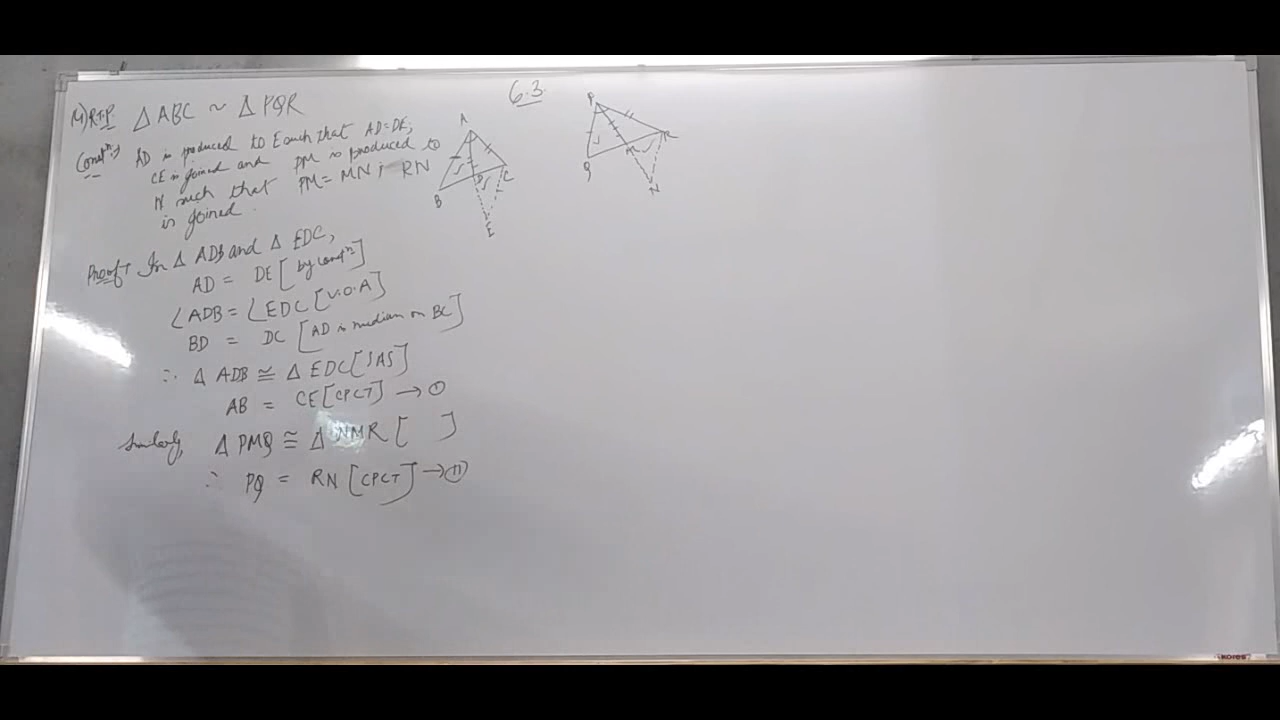 6.3.
14) R.T.P. Δ ABC ~ Δ PQR
Constⁿ:) AD is produced to E such that AD=DE;
CE is joined and PM is produced to
N such that PM = MN; RN
is joined.
Proof: In Δ ADB and Δ EDC,
AD = DE [by constⁿ]
∠ADB = ∠EDC [V.O.A]
BD = DC [AD is median on BC]
∴ Δ ADB ≅ Δ EDC [SAS]
AB = CE [CPCT] → (I)
Similarly, Δ PMQ ≅ Δ NMR [ ]
∴ PQ = RN [CPCT] → (II)
A
B
D
C
E
P
Q
M
R
N
KORES